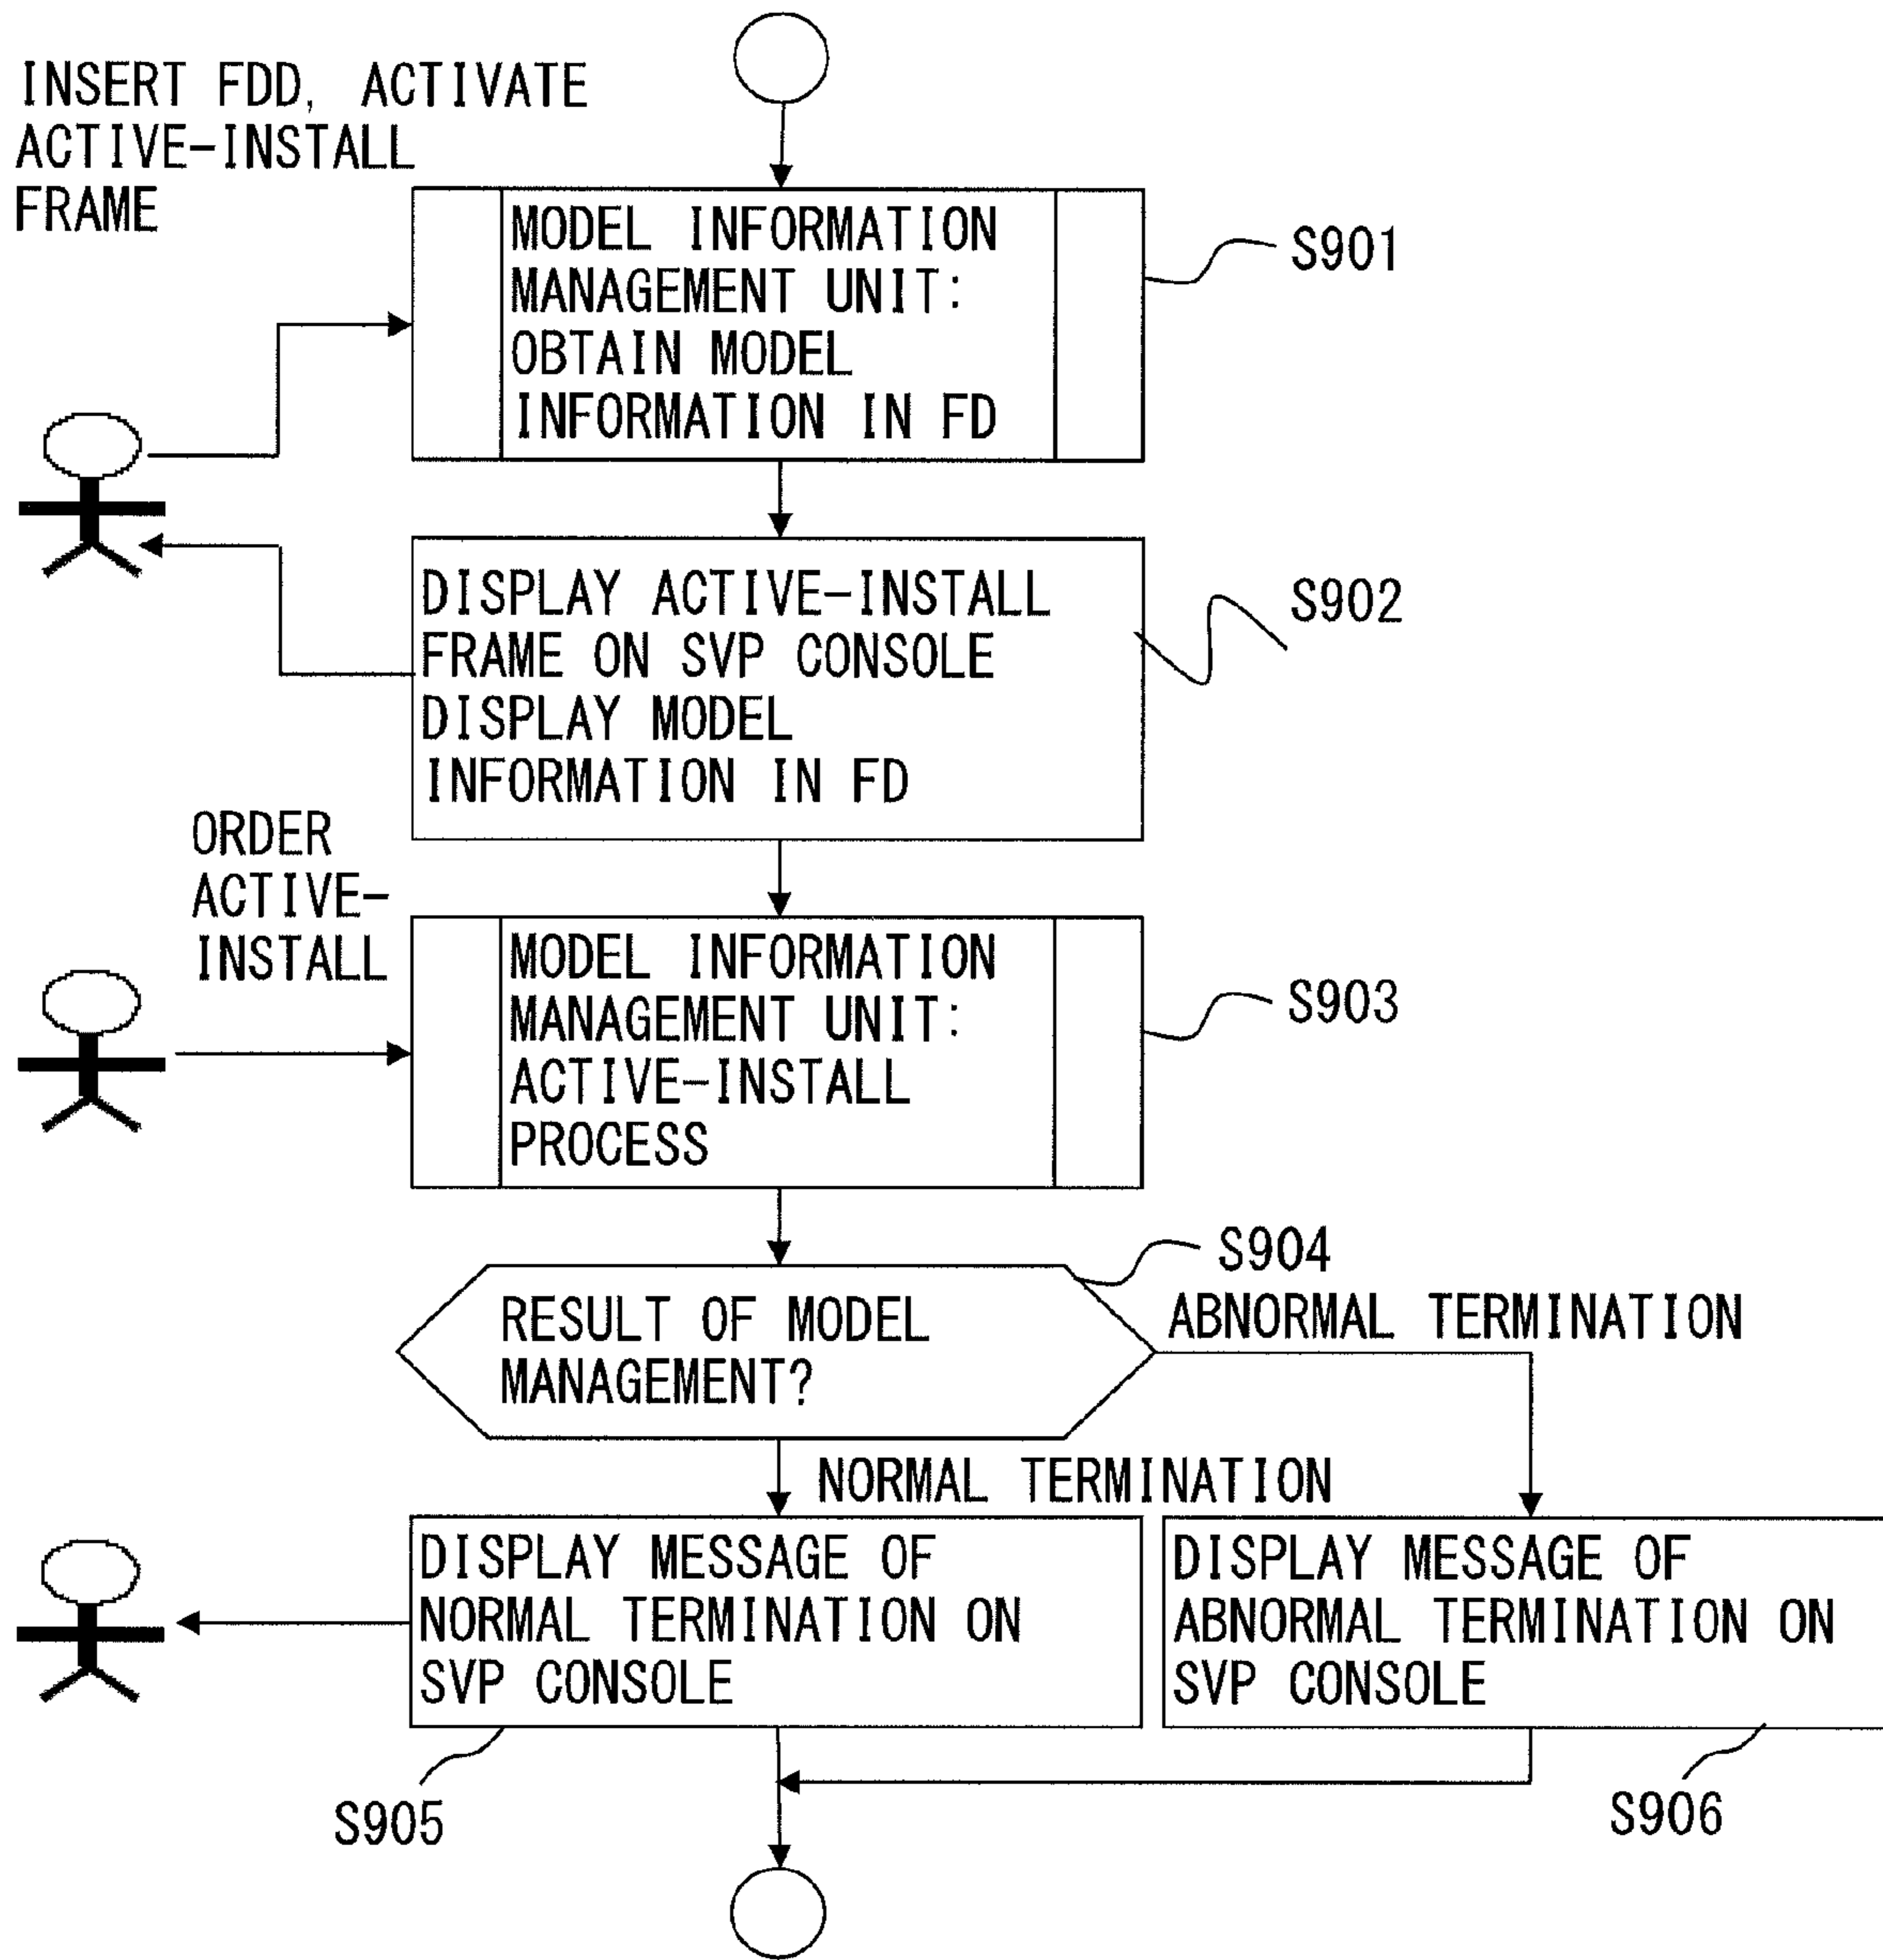 INSERT FDD, ACTIVATE
ACTIVE-INSTALL
FRAME
MODEL INFORMATION
MANAGEMENT UNIT:
OBTAIN MODEL
INFORMATION IN FD
S901
DISPLAY ACTIVE-INSTALL
FRAME ON SVP CONSOLE
DISPLAY MODEL
INFORMATION IN FD
S902
ORDER
ACTIVE-
INSTALL
MODEL INFORMATION
MANAGEMENT UNIT:
ACTIVE-INSTALL
PROCESS
S903
S904
RESULT OF MODEL
MANAGEMENT?
ABNORMAL TERMINATION
NORMAL TERMINATION
DISPLAY MESSAGE OF
NORMAL TERMINATION ON
SVP CONSOLE
DISPLAY MESSAGE OF
ABNORMAL TERMINATION ON
SVP CONSOLE
S905
S906